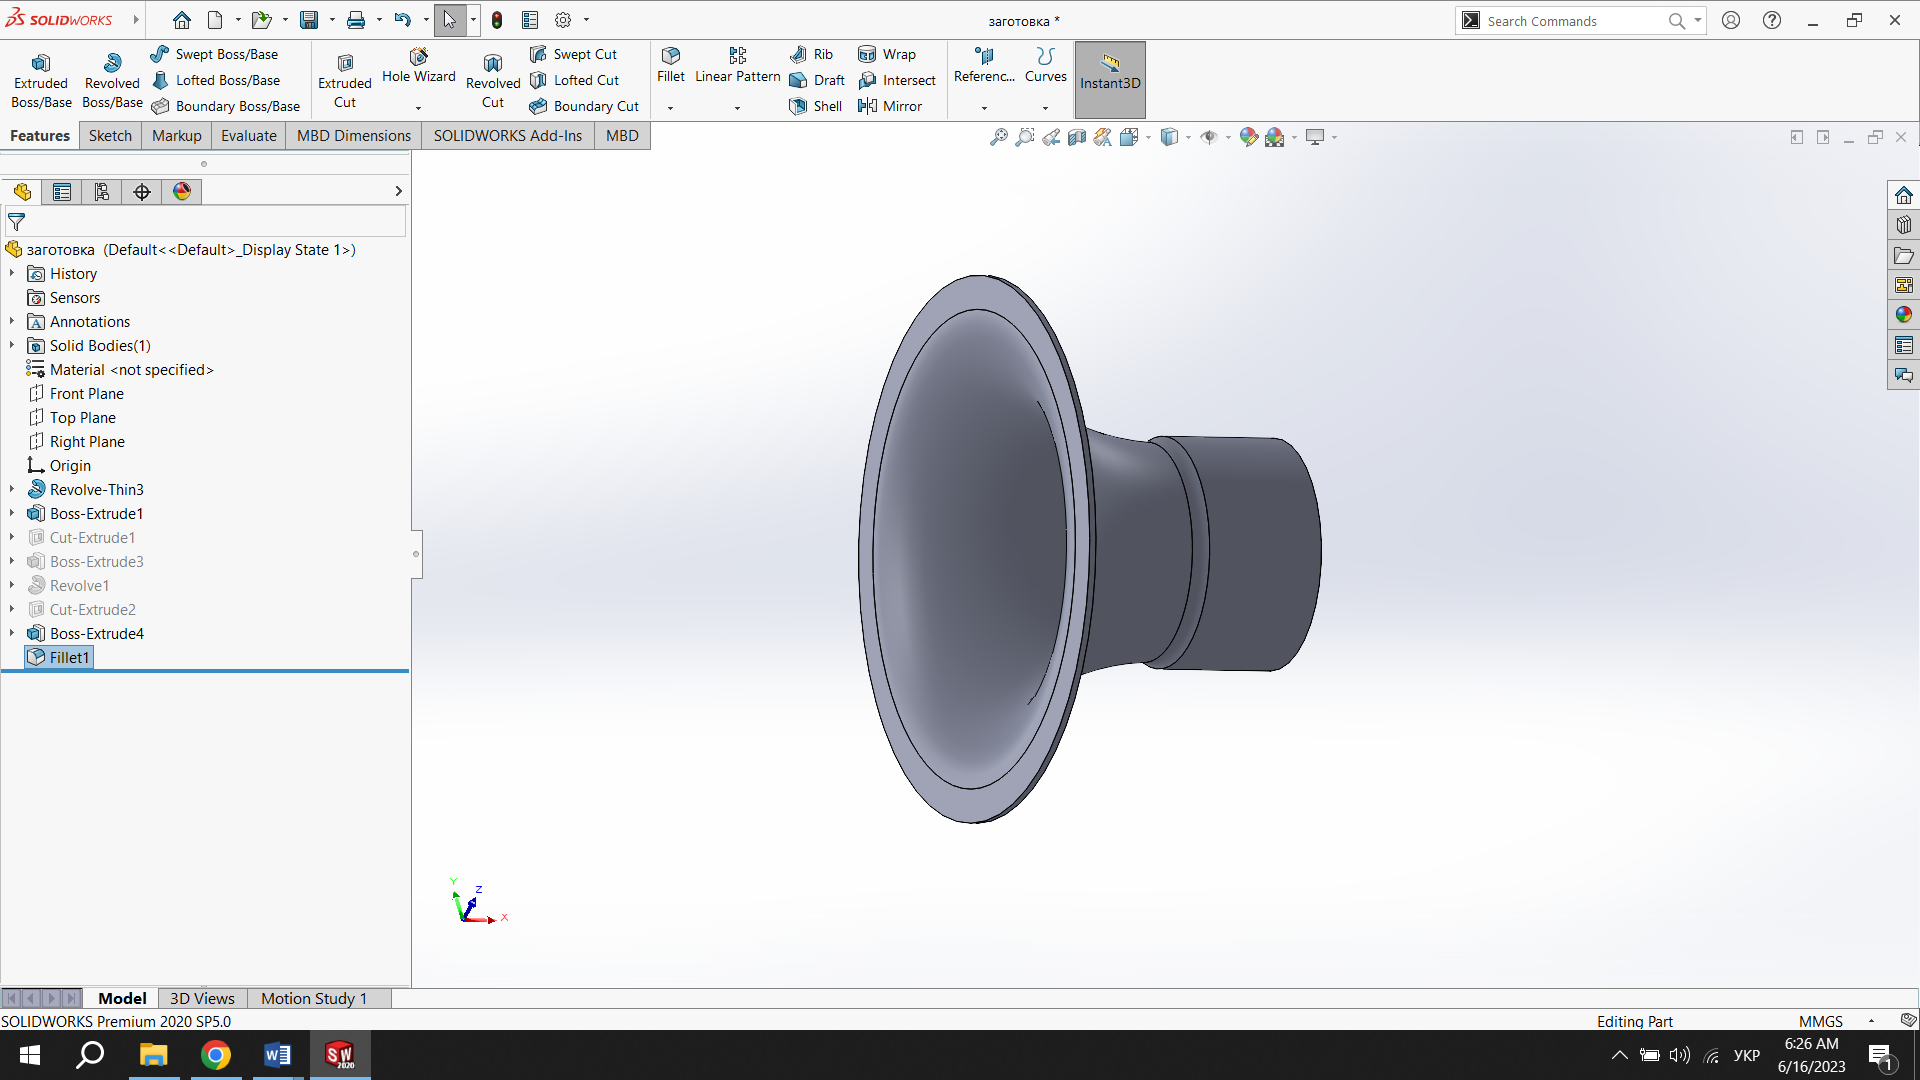 SOLIDWORKS
заготовка *
Search Commands
Extruded Boss/Base
Revolved Boss/Base
Swept Boss/Base
Lofted Boss/Base
Boundary Boss/Base
Extruded Cut
Hole Wizard
Revolved Cut
Swept Cut
Lofted Cut
Boundary Cut
Fillet
Linear Pattern
Rib
Draft
Shell
Wrap
Intersect
Mirror
Referenc...
Curves
Instant3D
Features
Sketch
Markup
Evaluate
MBD Dimensions
SOLIDWORKS Add-Ins
MBD
заготовка (Default<<Default>_Display State 1>)
History
Sensors
Annotations
Solid Bodies(1)
Material <not specified>
Front Plane
Top Plane
Right Plane
Origin
Revolve-Thin3
Boss-Extrude1
Cut-Extrude1
Boss-Extrude3
Revolve1
Cut-Extrude2
Boss-Extrude4
Fillet1
Y
Z
X
Model
3D Views
Motion Study 1
SOLIDWORKS Premium 2020 SP5.0
Editing Part
MMGS
SW
2020
УКР
6:26 AM
6/16/2023
1